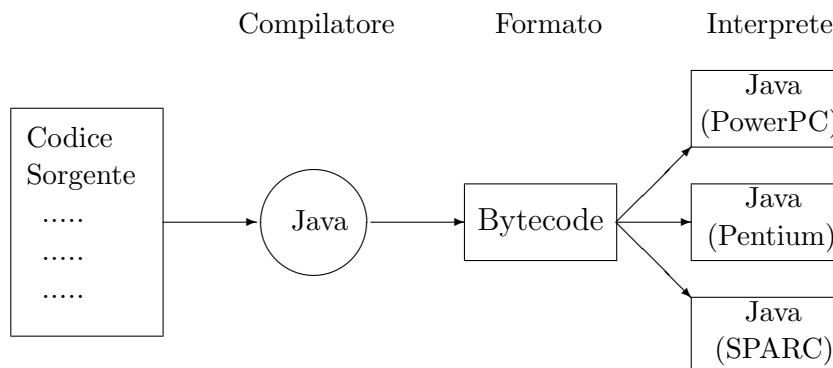 Compilatore
Formato
Interprete
Codice
Sorgente
.....
.....
.....
Java
Bytecode
Java
(PowerPC)
Java
(Pentium)
Java
(SPARC)